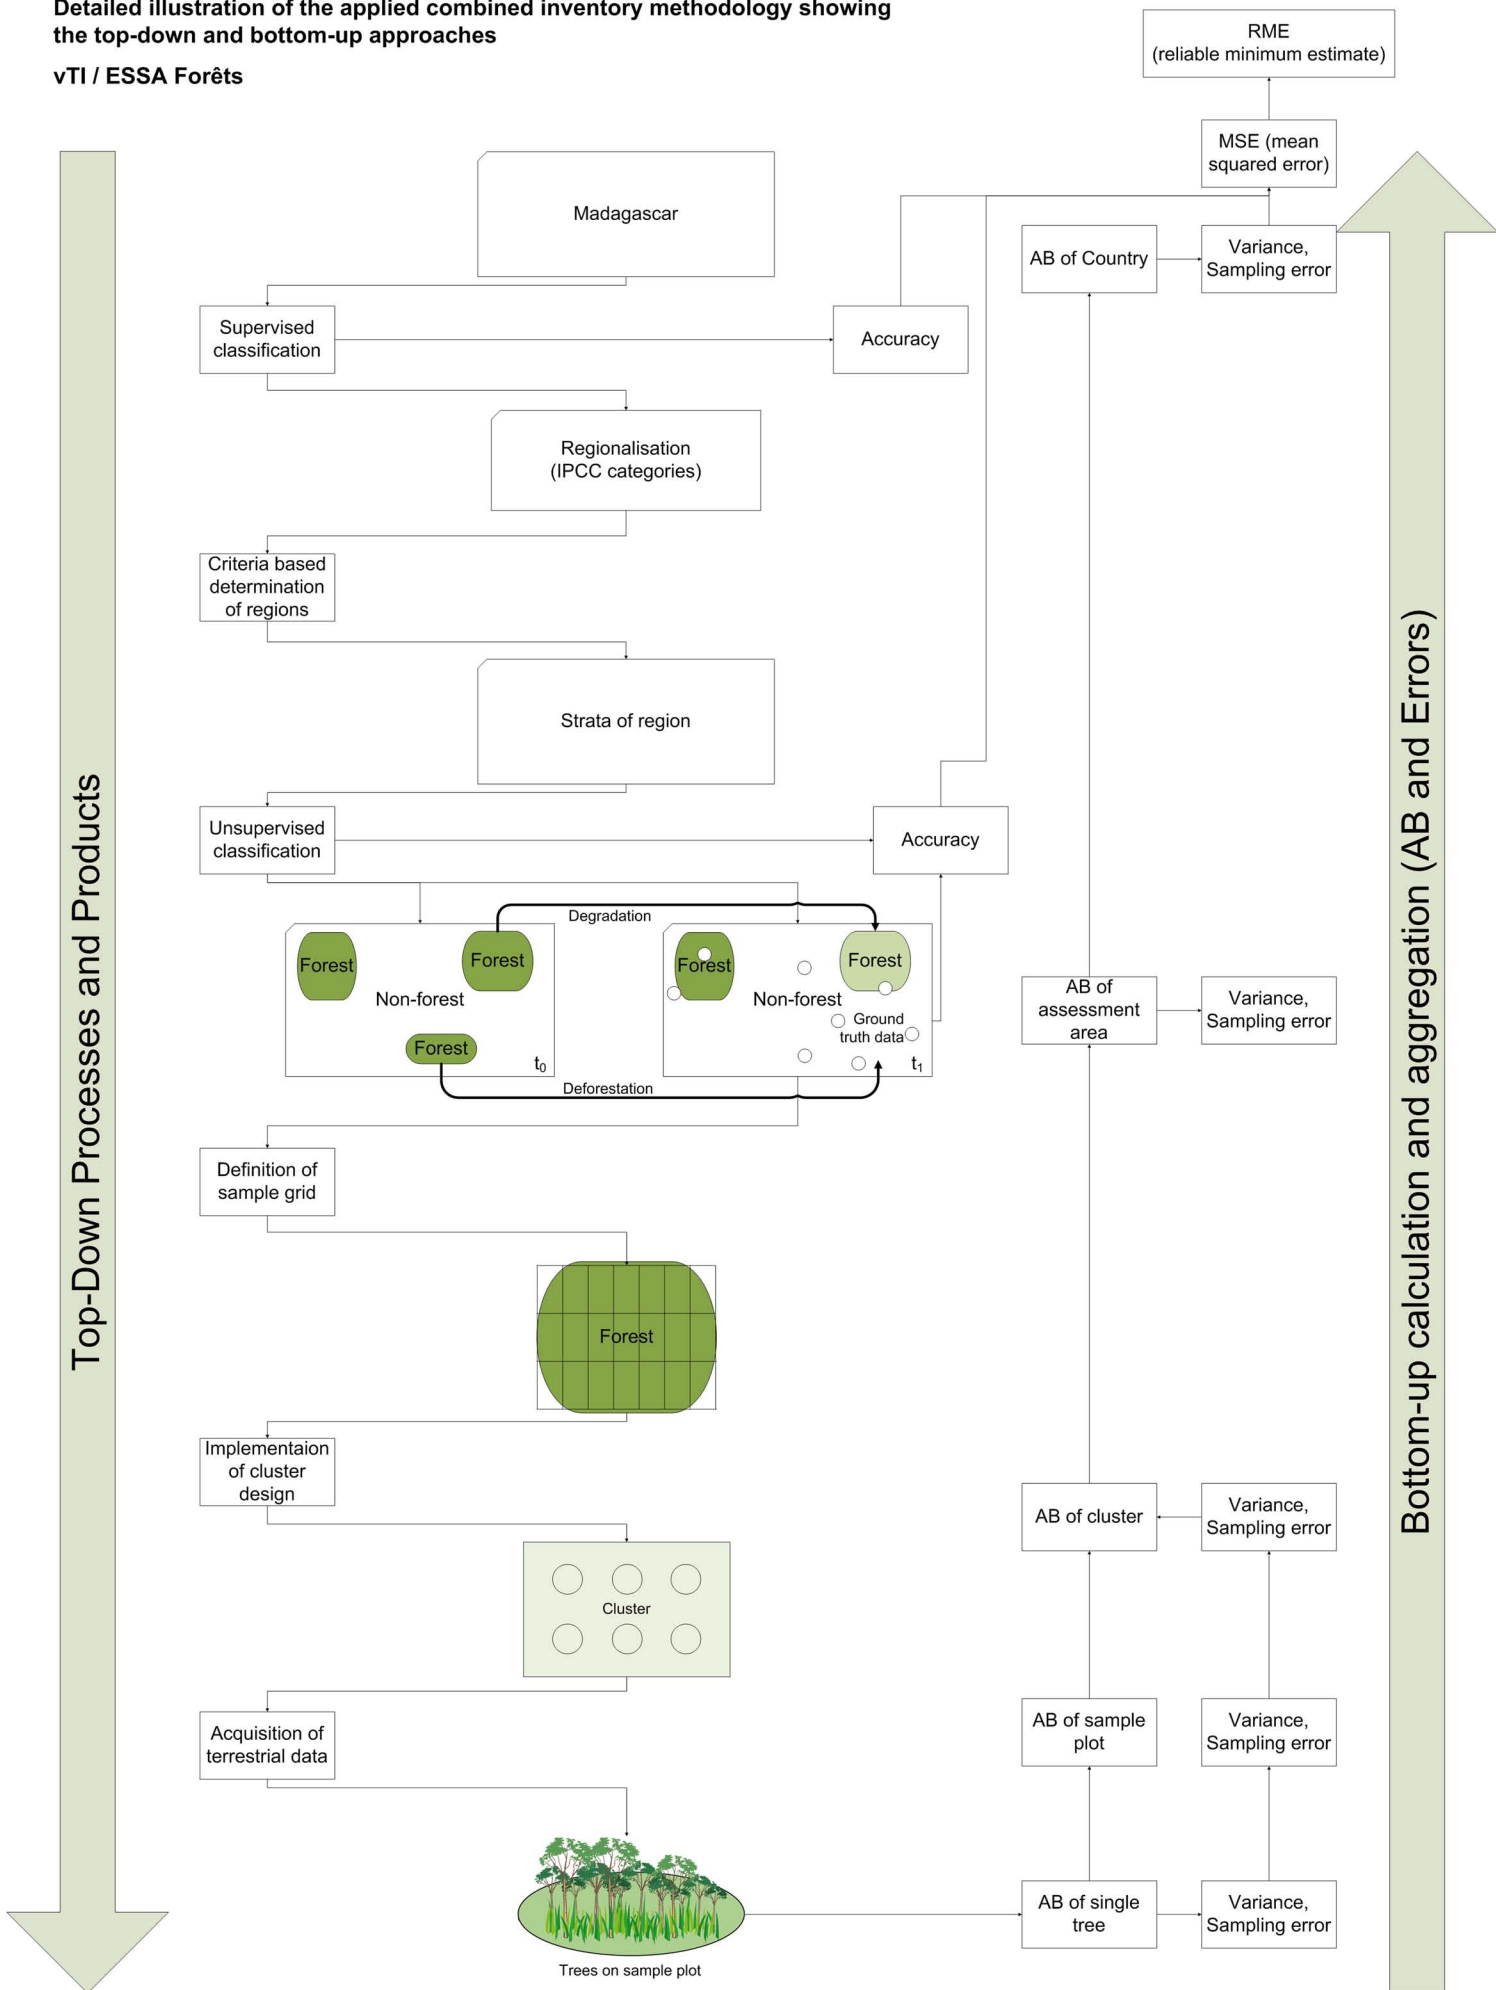 Detailed illustration of the applied combined inventory methodology showing
the top-down and bottom-up approaches
vTI / ESSA Forêts
RME
(reliable minimum estimate)
MSE (mean
squared error)
Madagascar
AB of Country
Variance,
Sampling error
Supervised
classification
Accuracy
Regionalisation
(IPCC categories)
Criteria based
determination
of regions
Strata of region
Unsupervised
classification
Accuracy
Degradation
Forest
Forest
Non-forest
Forest
t0
Forest
Forest
Non-forest
Ground
truth data
t1
Deforestation
AB of
assessment
area
Variance,
Sampling error
Definition of
sample grid
Forest
Implementaion
of cluster
design
AB of cluster
Variance,
Sampling error
Cluster
Acquisition of
terrestrial data
AB of sample
plot
Variance,
Sampling error
AB of single
tree
Variance,
Sampling error
Trees on sample plot
Top-Down Processes and Products
Bottom-up calculation and aggregation (AB and Errors)